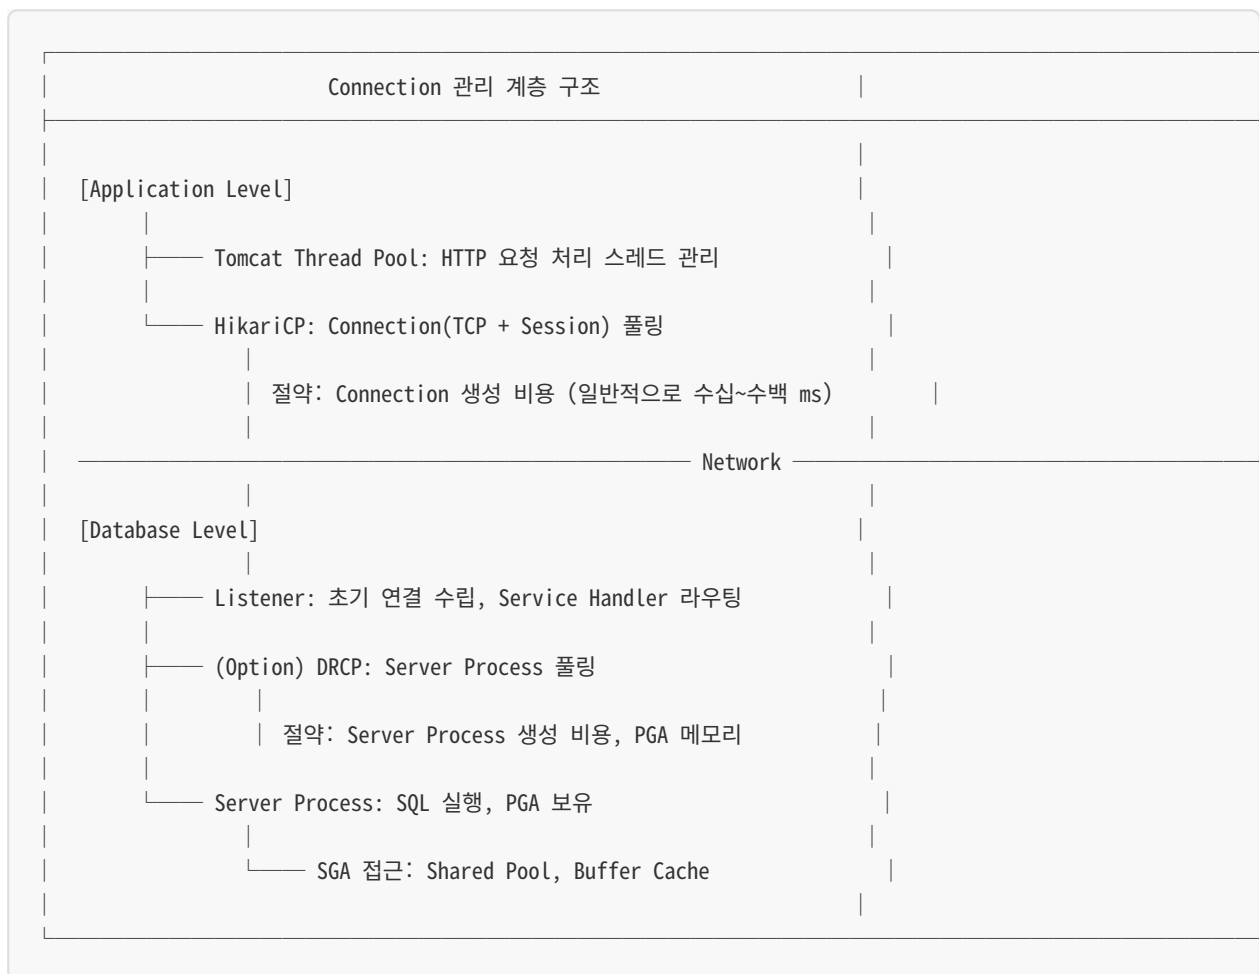 Connection 관리 계층 구조
[Application Level]
Tomcat Thread Pool: HTTP 요청 처리 스레드 관리
HikariCP: Connection(TCP + Session) 풀링
절약: Connection 생성 비용 (일반적으로 수십~수백 ms)
Network
[Database Level]
Listener: 초기 연결 수립, Service Handler 라우팅
(Option) DRCP: Server Process 풀링
절약: Server Process 생성 비용, PGA 메모리
Server Process: SQL 실행, PGA 보유
SGA 접근: Shared Pool, Buffer Cache